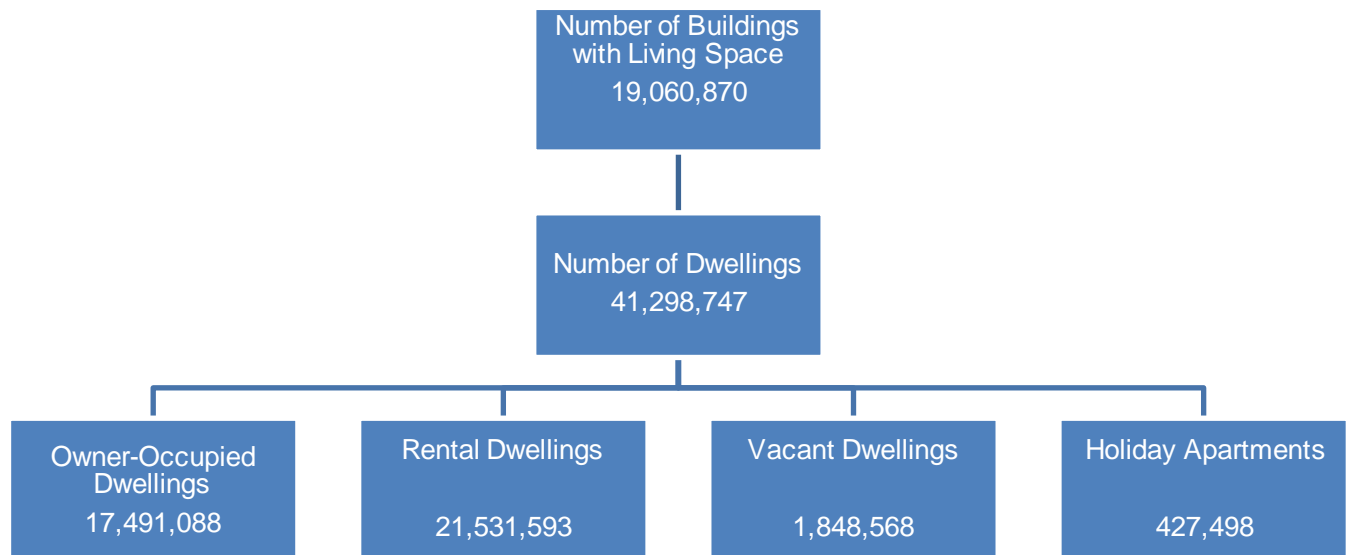 Number of Buildings
with Living Space
19,060,870
Number of Dwellings
41,298,747
Owner-Occupied
Dwellings
17,491,088
Rental Dwellings
21,531,593
Vacant Dwellings
1,848,568
Holiday Apartments
427,498